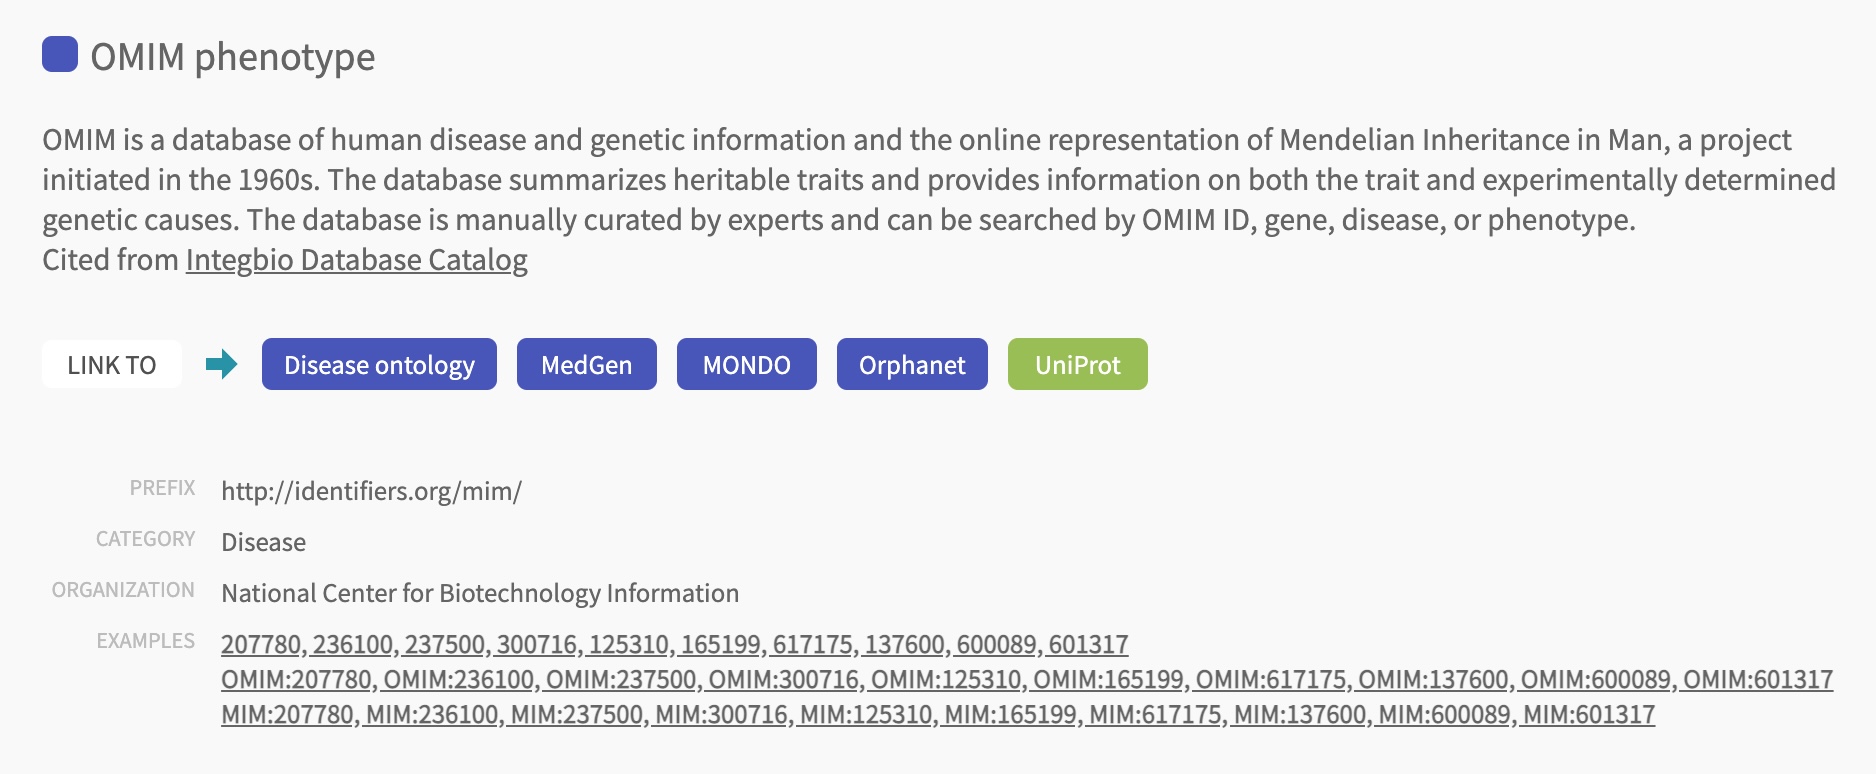 OMIM phenotype
OMIM is a database of human disease and genetic information and the online representation of Mendelian Inheritance in Man, a project
initiated in the 1960s. The database summarizes heritable traits and provides information on both the trait and experimentally determined
genetic causes. The database is manually curated by experts and can be searched by OMIM ID, gene, disease, or phenotype.
Cited from Integbio Database Catalog
LINK TO Disease ontology MedGen MONDO Orphanet UniProt
PREFIX http://identifiers.org/mim/
CATEGORY Disease
ORGANIZATION National Center for Biotechnology Information
EXAMPLES 207780, 236100, 237500, 300716, 125310, 165199, 617175, 137600, 600089, 601317
OMIM:207780, OMIM:236100, OMIM:237500, OMIM:300716, OMIM:125310, OMIM:165199, OMIM:617175, OMIM:137600, OMIM:600089, OMIM:601317
MIM:207780, MIM:236100, MIM:237500, MIM:300716, MIM:125310, MIM:165199, MIM:617175, MIM:137600, MIM:600089, MIM:601317